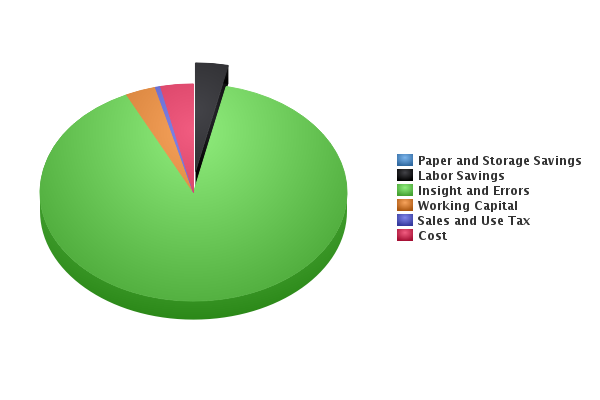 Paper and Storage Savings
Labor Savings
Insight and Errors
Working Capital
Sales and Use Tax
Cost